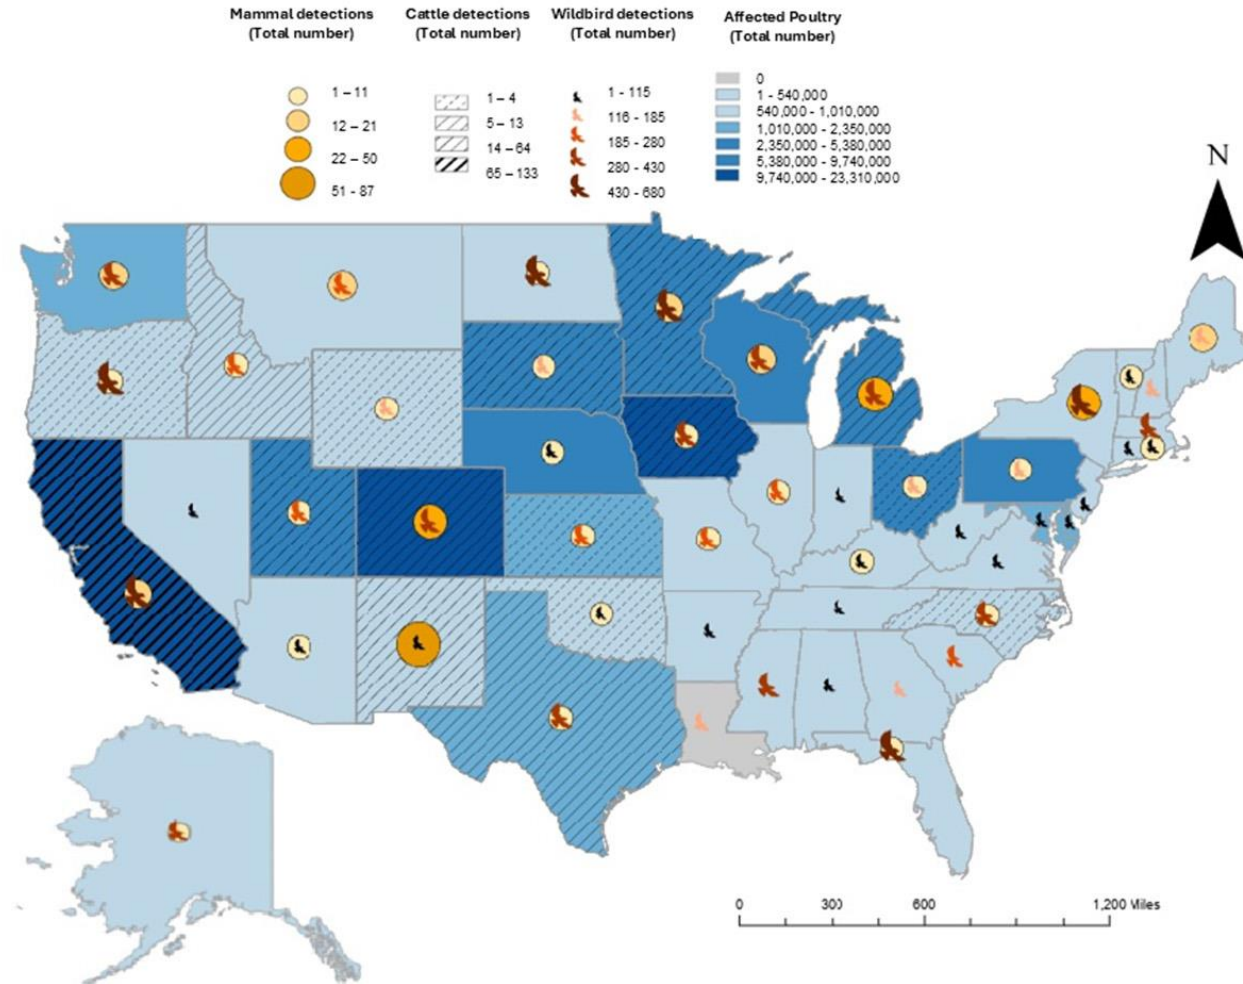 Mammal detections
(Total number)
1 – 11
12 – 21
22 – 50
51 - 87
Cattle detections
(Total number)
1 – 4
5 – 13
14 – 64
65 – 133
Wildbird detections
(Total number)
1 - 115
116 - 185
185 - 280
280 - 430
430 - 680
Affected Poultry
(Total number)
0
1 - 540,000
540,000 - 1,010,000
1,010,000 - 2,350,000
2,350,000 - 5,380,000
5,380,000 - 9,740,000
9,740,000 - 23,310,000
N
0 300 600 1,200 Miles